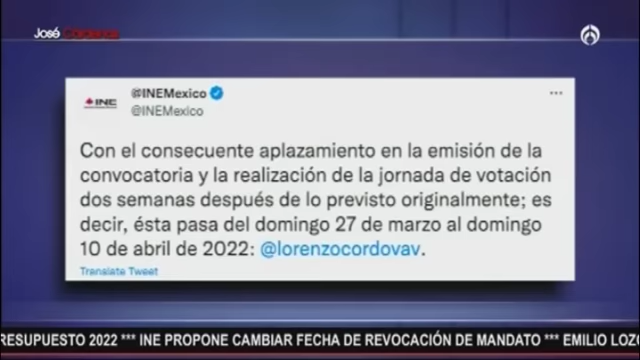 José Cárdenas
@INEMexico
INE
@INEMexico
Con el consecuente aplazamiento en la emisión de la
convocatoria y la realización de la jornada de votación
dos semanas después de lo previsto originalmente; es
decir, ésta pasa del domingo 27 de marzo al domingo
10 de abril de 2022: @lorenzocordovav.
Translate Tweet
RESUPUESTO 2022 *** INE PROPONE CAMBIAR FECHA DE REVOCACIÓN DE MANDATO *** EMILIO LOZ